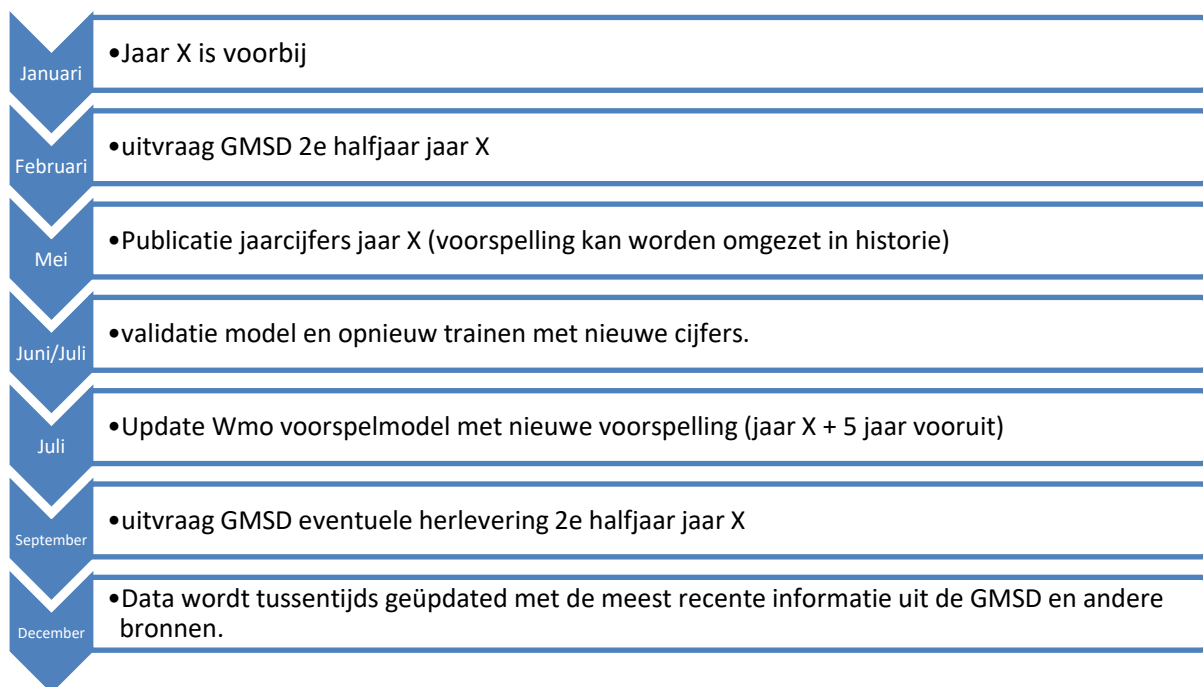 Januari
•Jaar X is voorbij
Februari
•uitvraag GMSD 2e halfjaar jaar X
Mei
•Publicatie jaarcijfers jaar X (voorspelling kan worden omgezet in historie)
Juni/Juli
•validatie model en opnieuw trainen met nieuwe cijfers.
Juli
•Update Wmo voorspelmodel met nieuwe voorspelling (jaar X + 5 jaar vooruit)
September
•uitvraag GMSD eventuele herlevering 2e halfjaar jaar X
December
•Data wordt tussentijds geüpdated met de meest recente informatie uit de GMSD en andere
bronnen.